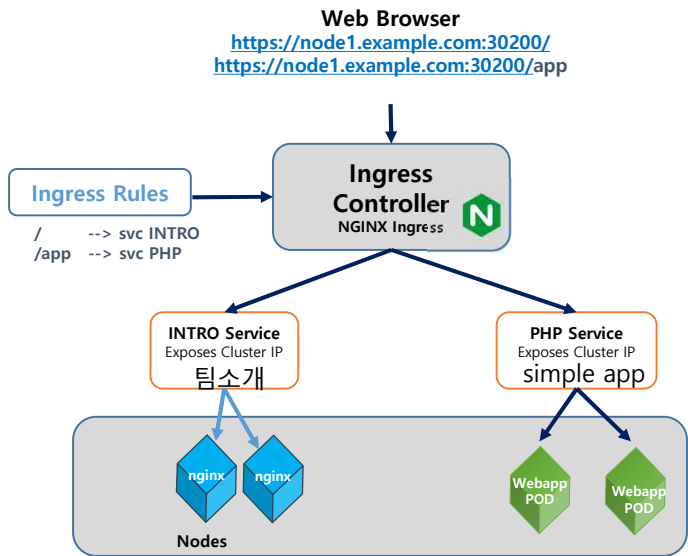 Web Browser
https://node1.example.com:30200/
https://node1.example.com:30200/app
Ingress
Controller
NGINX Ingress
N
Ingress Rules
/ --> svc INTRO
/app --> svc PHP
INTRO Service
Exposes Cluster IP
팀소개
PHP Service
Exposes Cluster IP
simple app
nginx
nginx
Webapp
POD
Webapp
POD
Nodes